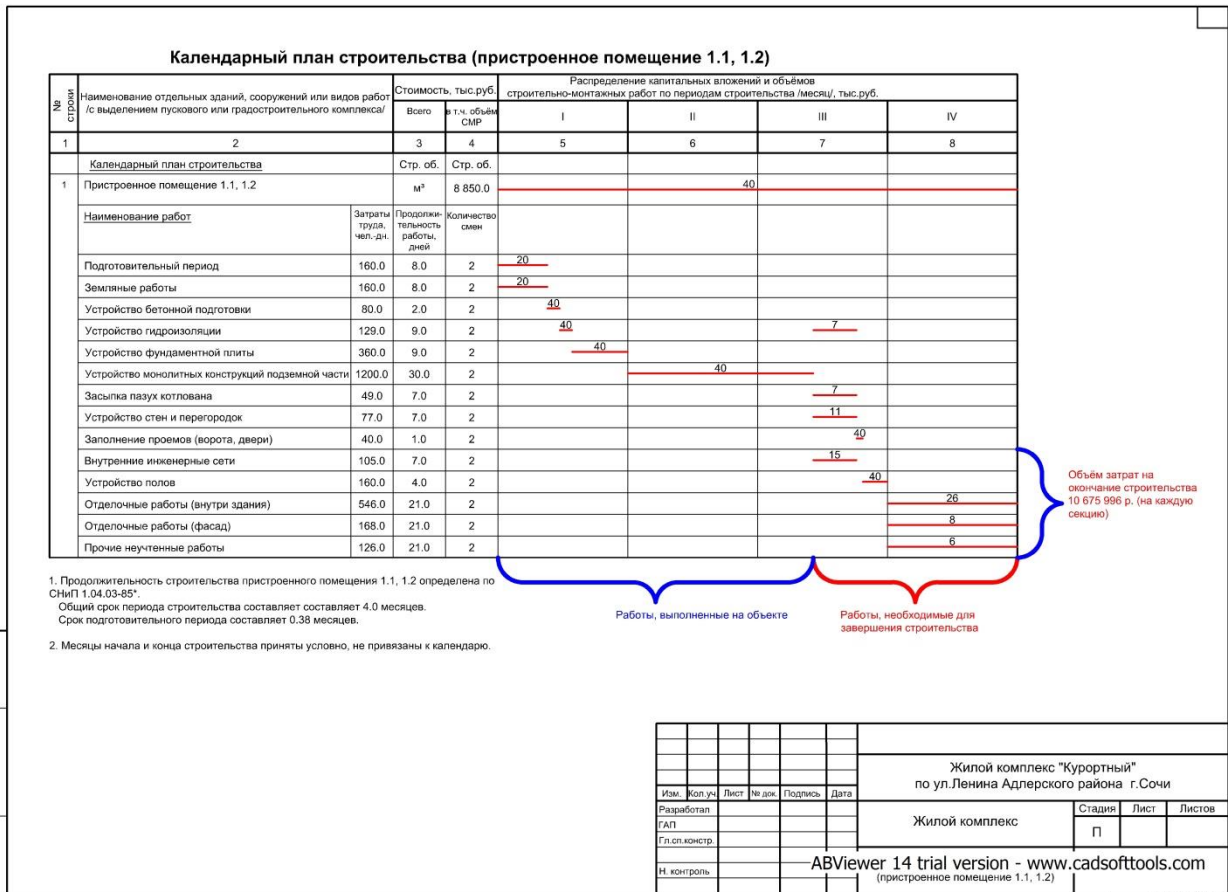 Календарный план строительства (пристроенное помещение 1.1, 1.2)
№ строки
Наименование отдельных зданий, сооружений или видов работ
/с выделением пускового или градостроительного комплекса/
Стоимость, тыс.руб.
Всего
в т.ч. объём
СМР
Распределение капитальных вложений и объёмов
строительно-монтажных работ по периодам строительства /месяц/, тыс.руб.
I II III IV
1 2 3 4 5 6 7 8
Календарный план строительства Стр. об. Стр. об.
1 Пристроенное помещение 1.1, 1.2 м³ 8 850.0 40
Наименование работ
Затраты
труда,
чел.-дн.
Продолжи-
тельность
работы,
дней
Количество
смен
Подготовительный период 160.0 8.0 2 20
Земляные работы 160.0 8.0 2 20
Устройство бетонной подготовки 80.0 2.0 2 40
Устройство гидроизоляции 129.0 9.0 2 40 7
Устройство фундаментной плиты 360.0 9.0 2 40
Устройство монолитных конструкций подземной части 1200.0 30.0 2 40
Засыпка пазух котлована 49.0 7.0 2 7
Устройство стен и перегородок 77.0 7.0 2 11
Заполнение проемов (ворота, двери) 40.0 1.0 2 40
Внутренние инженерные сети 105.0 7.0 2 15
Устройство полов 160.0 4.0 2 40
Отделочные работы (внутри здания) 546.0 21.0 2 26
Отделочные работы (фасад) 168.0 21.0 2 8
Прочие неучтенные работы 126.0 21.0 2 6
Объём затрат на
окончание строительства
10 675 996 р. (на каждую
секцию)
Работы, выполненные на объекте
Работы, необходимые для
завершения строительства
1. Продолжительность строительства пристроенного помещения 1.1, 1.2 определена по
СНиП 1.04.03-85*.
Общий срок периода строительства составляет составляет 4.0 месяцев.
Срок подготовительного периода составляет 0.38 месяцев.
2. Месяцы начала и конца строительства приняты условно, не привязаны к календарю.
Жилой комплекс "Курортный"
по ул.Ленина Адлерского района г.Сочи
Изм. Кол.уч. Лист № док. Подпись Дата
Разработал
ГАП
Гл.сп.констр.
Н. контроль
Жилой комплекс
Стадия Лист Листов
П
ABViewer 14 trial version - www.cadsofttools.com
(пристроенное помещение 1.1, 1.2)